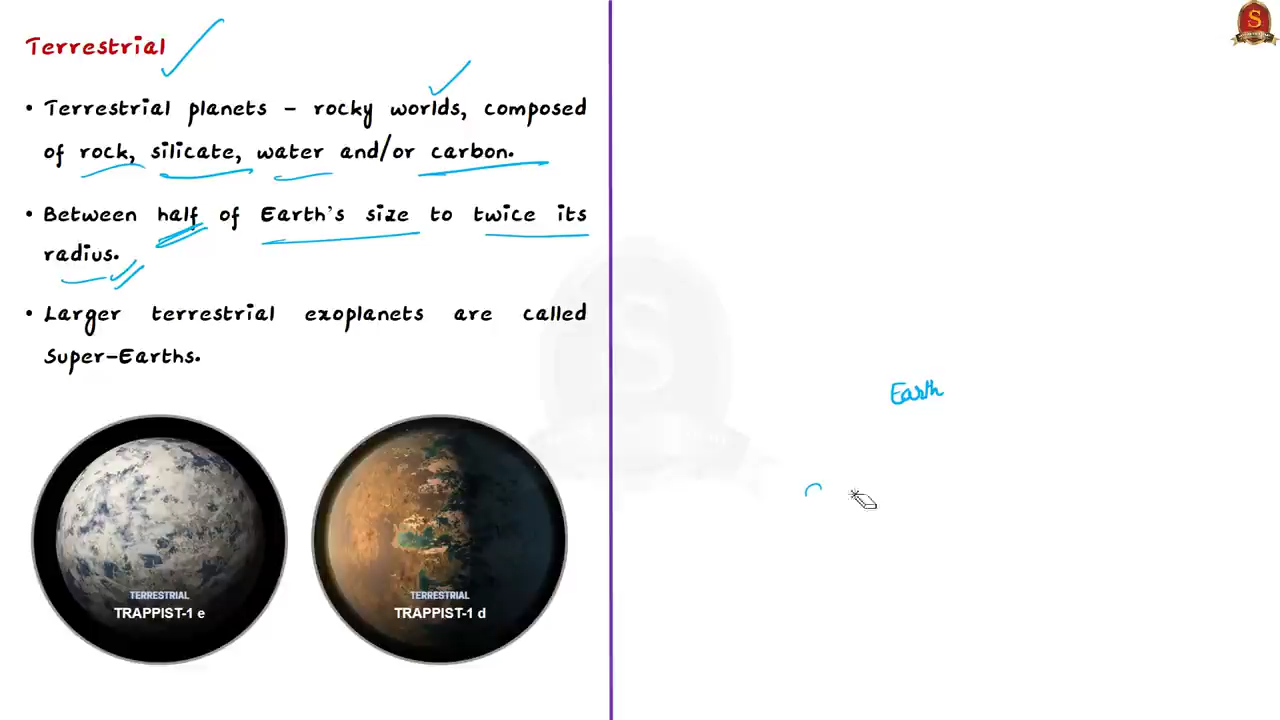 Terrestrial
• Terrestrial planets – rocky worlds, composed
of rock, silicate, water and/or carbon.
• Between half of Earth's size to twice its
radius.
• Larger terrestrial exoplanets are called
Super-Earths.
TERRESTRIAL
TRAPPIST-1 e
TERRESTRIAL
TRAPPIST-1 d
Earth
S